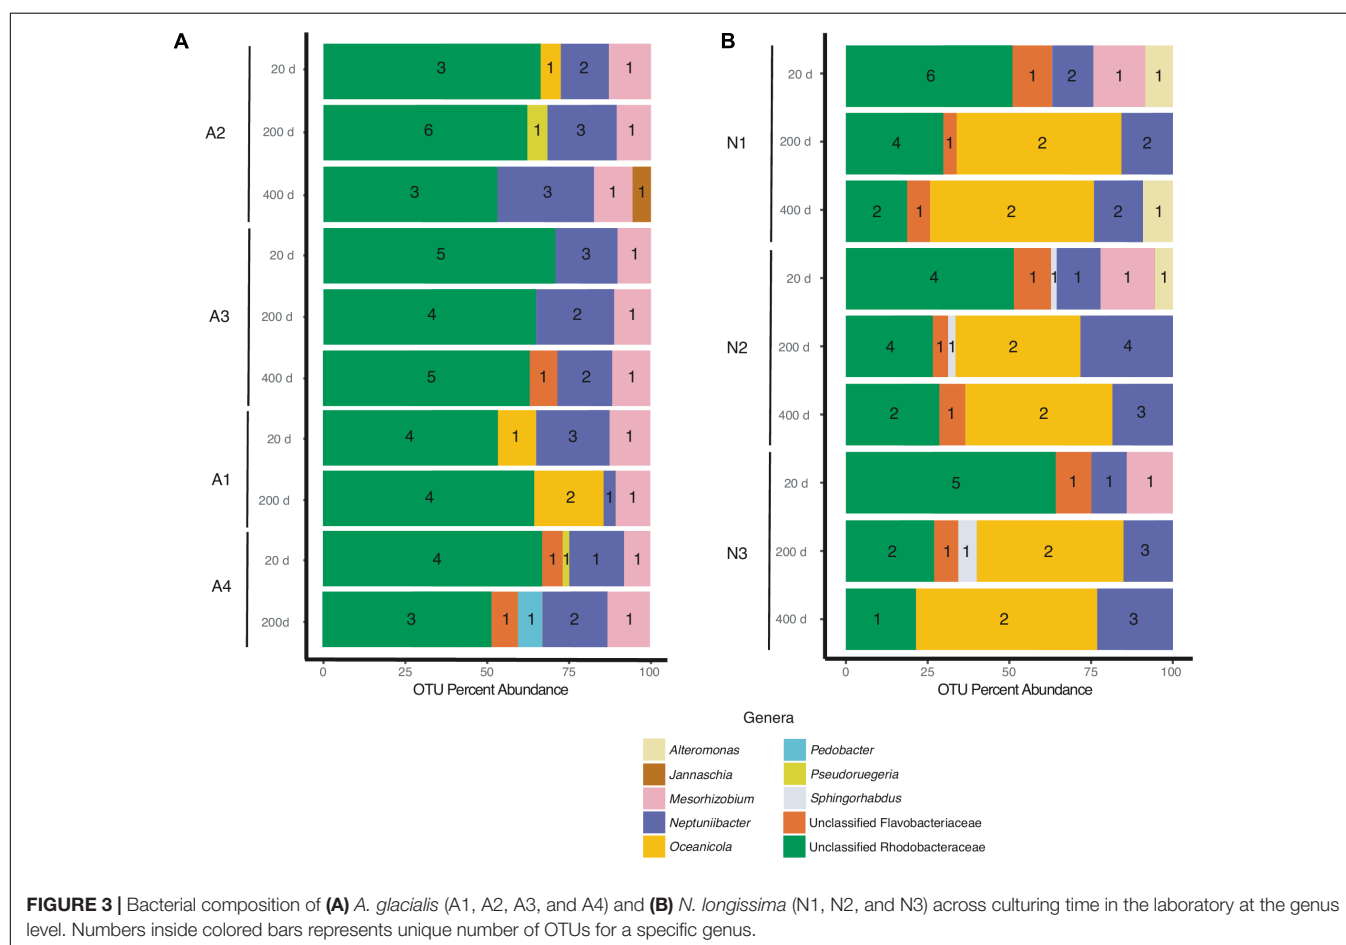 A
A2
20 d
3 1 2 1
200 d
6 1 3 1
400 d
3 3 1 1
A3
20 d
5 3 1
200 d
4 2 1
400 d
5 1 2 1
A1
20 d
4 1 3 1
200 d
4 2 1 1
A4
20 d
4 1 1 1 1
200d
3 1 1 2 1
0 25 50 75 100
OTU Percent Abundance
B
N1
20 d
6 1 2 1 1
200 d
4 1 2 2
400 d
2 1 2 2 1
N2
20 d
4 1 1 1 1 1
200 d
4 1 1 2 4
400 d
2 1 2 3
N3
20 d
5 1 1 1
200 d
2 1 1 2 3
400 d
1 2 3
0 25 50 75 100
OTU Percent Abundance
Genera
Alteromonas
Jannaschia
Mesorhizobium
Neptuniibacter
Oceanicola
Pedobacter
Pseudoruegeria
Sphingorhabdus
Unclassified Flavobacteriaceae
Unclassified Rhodobacteraceae
FIGURE 3 | Bacterial composition of (A) A. glacialis (A1, A2, A3, and A4) and (B) N. longissima (N1, N2, and N3) across culturing time in the laboratory at the genus
level. Numbers inside colored bars represents unique number of OTUs for a specific genus.